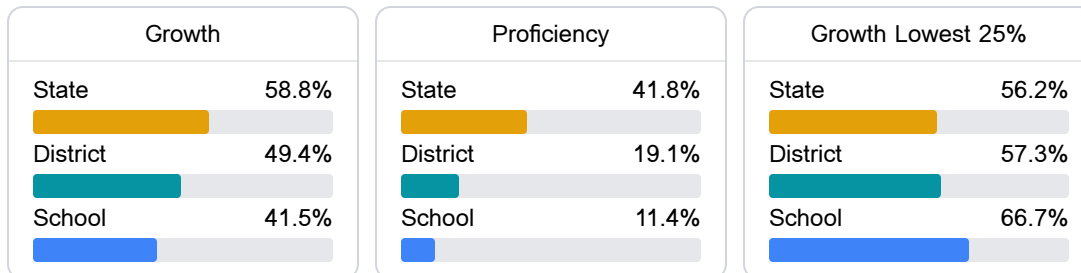 Growth
State 58.8%
District 49.4%
School 41.5%
Proficiency
State 41.8%
District 19.1%
School 11.4%
Growth Lowest 25%
State 56.2%
District 57.3%
School 66.7%